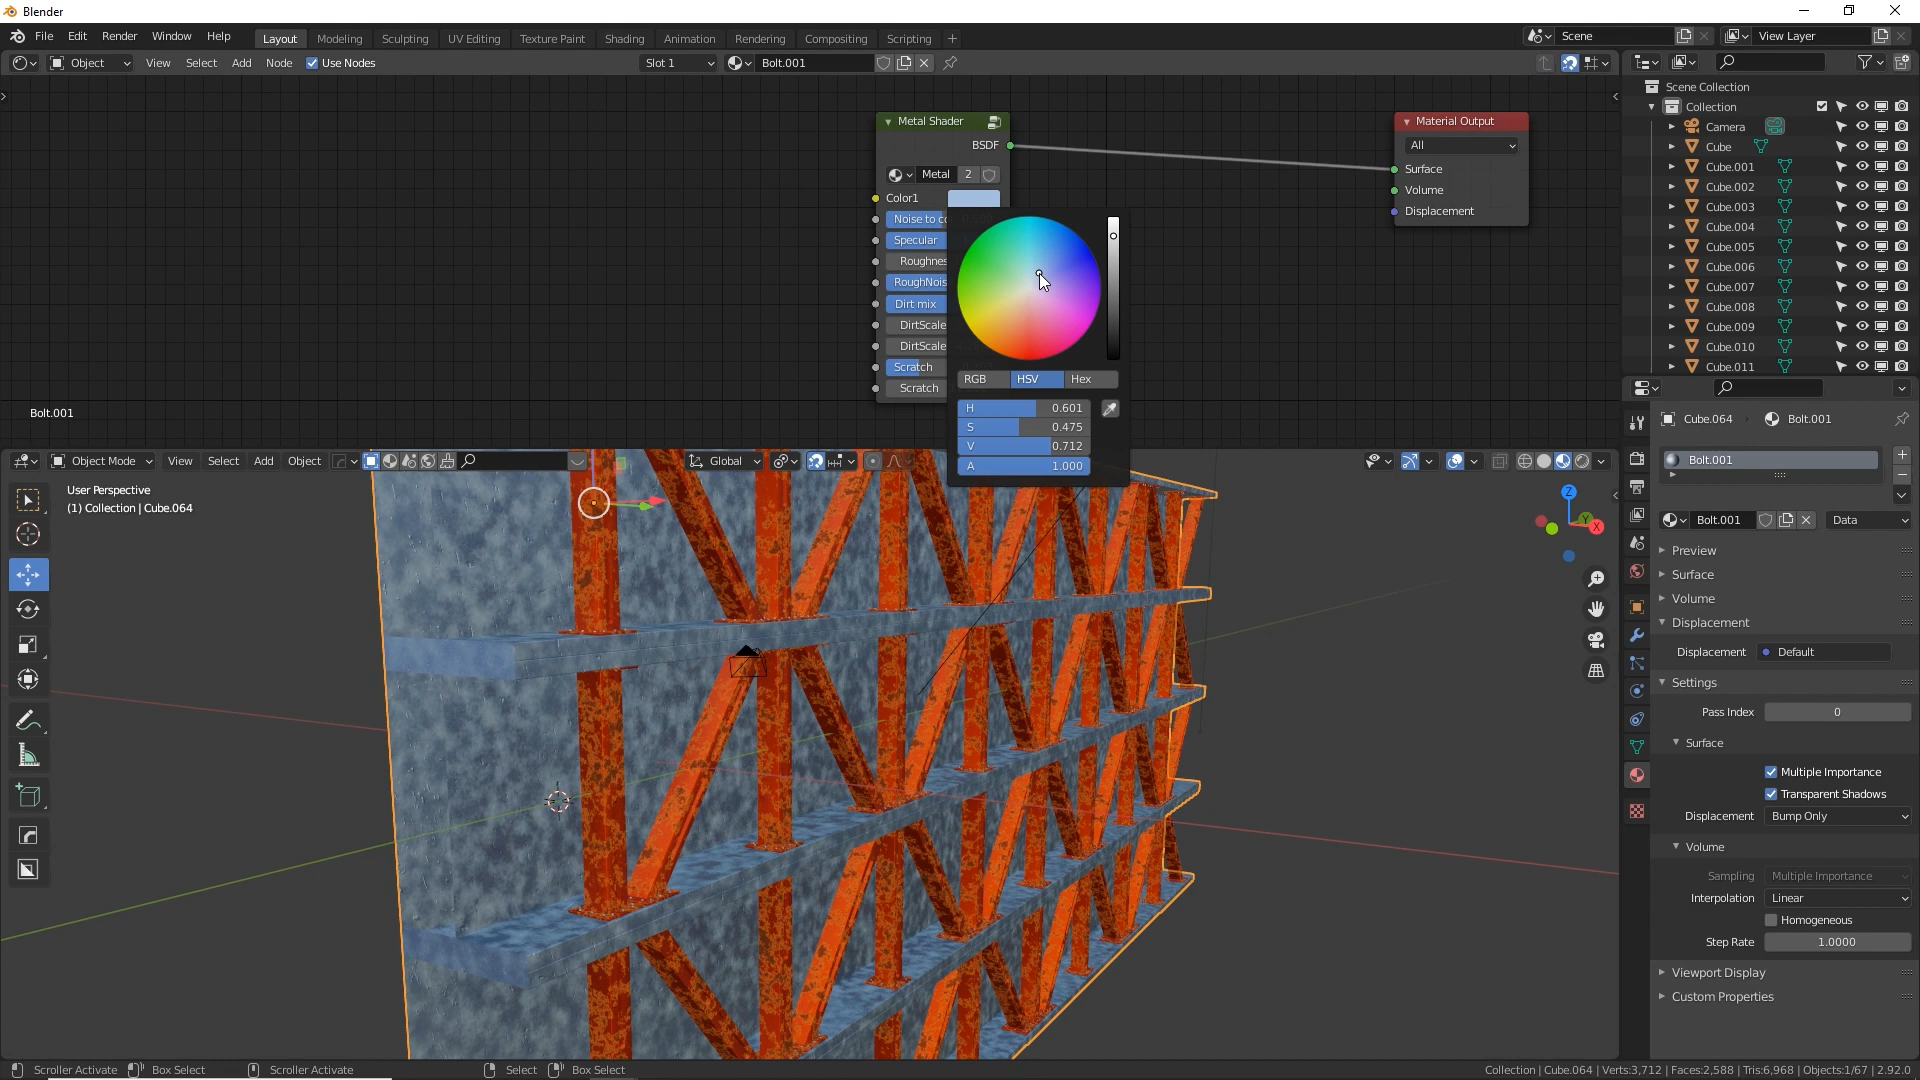 Blender
File Edit Render Window Help
Layout Modeling Sculpting UV Editing Texture Paint Shading Animation Rendering Compositing Scripting +
Scene
View Layer
Object View Select Add Node Use Nodes
Slot 1
Bolt.001
Metal Shader
BSDF
Metal 2
Color1
Noise to co
Specular
Roughnes
RoughNois
Dirt mix
DirtScale
DirtScale
Scratch
Scratch
RGB HSV Hex
H 0.601
S 0.475
V 0.712
A 1.000
Material Output
All
Surface
Volume
Displacement
Bolt.001
Object Mode View Select Add Object
Global
User Perspective
(1) Collection | Cube.064
Z
Y
X
Scene Collection
Collection
Camera
Cube
Cube.001
Cube.002
Cube.003
Cube.004
Cube.005
Cube.006
Cube.007
Cube.008
Cube.009
Cube.010
Cube.011
Cube.064 Bolt.001
Bolt.001
Bolt.001 Data
Preview
Surface
Volume
Displacement
Displacement Default
Settings
Pass Index 0
Surface
Multiple Importance
Transparent Shadows
Displacement Bump Only
Volume
Sampling Multiple Importance
Interpolation Linear
Homogeneous
Step Rate 1.0000
Viewport Display
Custom Properties
Scroller Activate Box Select Scroller Activate Select Box Select
Collection | Cube.064 | Verts:3,712 | Faces:2,588 | Tris:6,968 | Objects:1/67 | 2.92.0